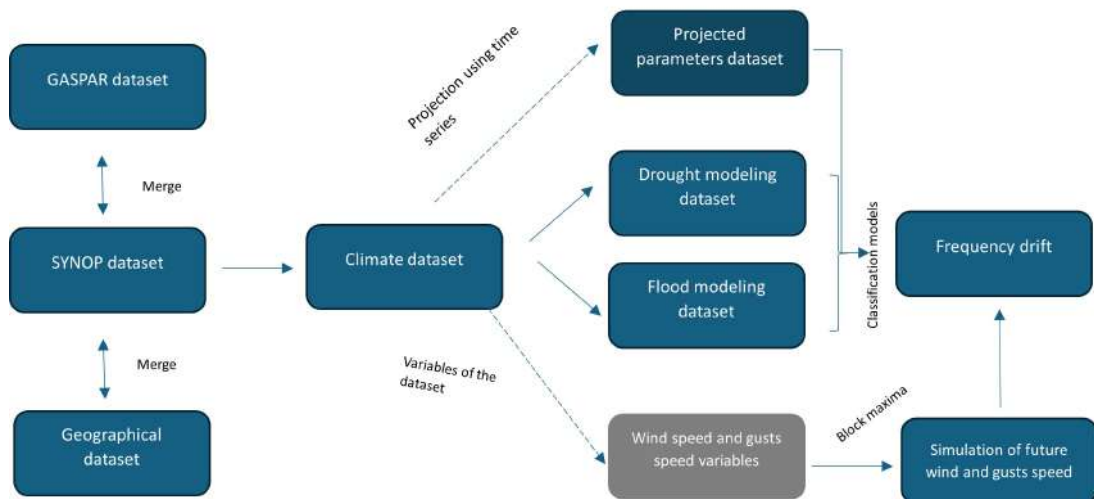 GASPAR dataset
Merge
SYNOP dataset
Merge
Geographical
dataset
Climate dataset
Projection using time
series
Variables of the
dataset
Projected
parameters dataset
Drought modeling
dataset
Flood modeling
dataset
Wind speed and gusts
speed variables
Classification models
Block maxima
Frequency drift
Simulation of future
wind and gusts speed